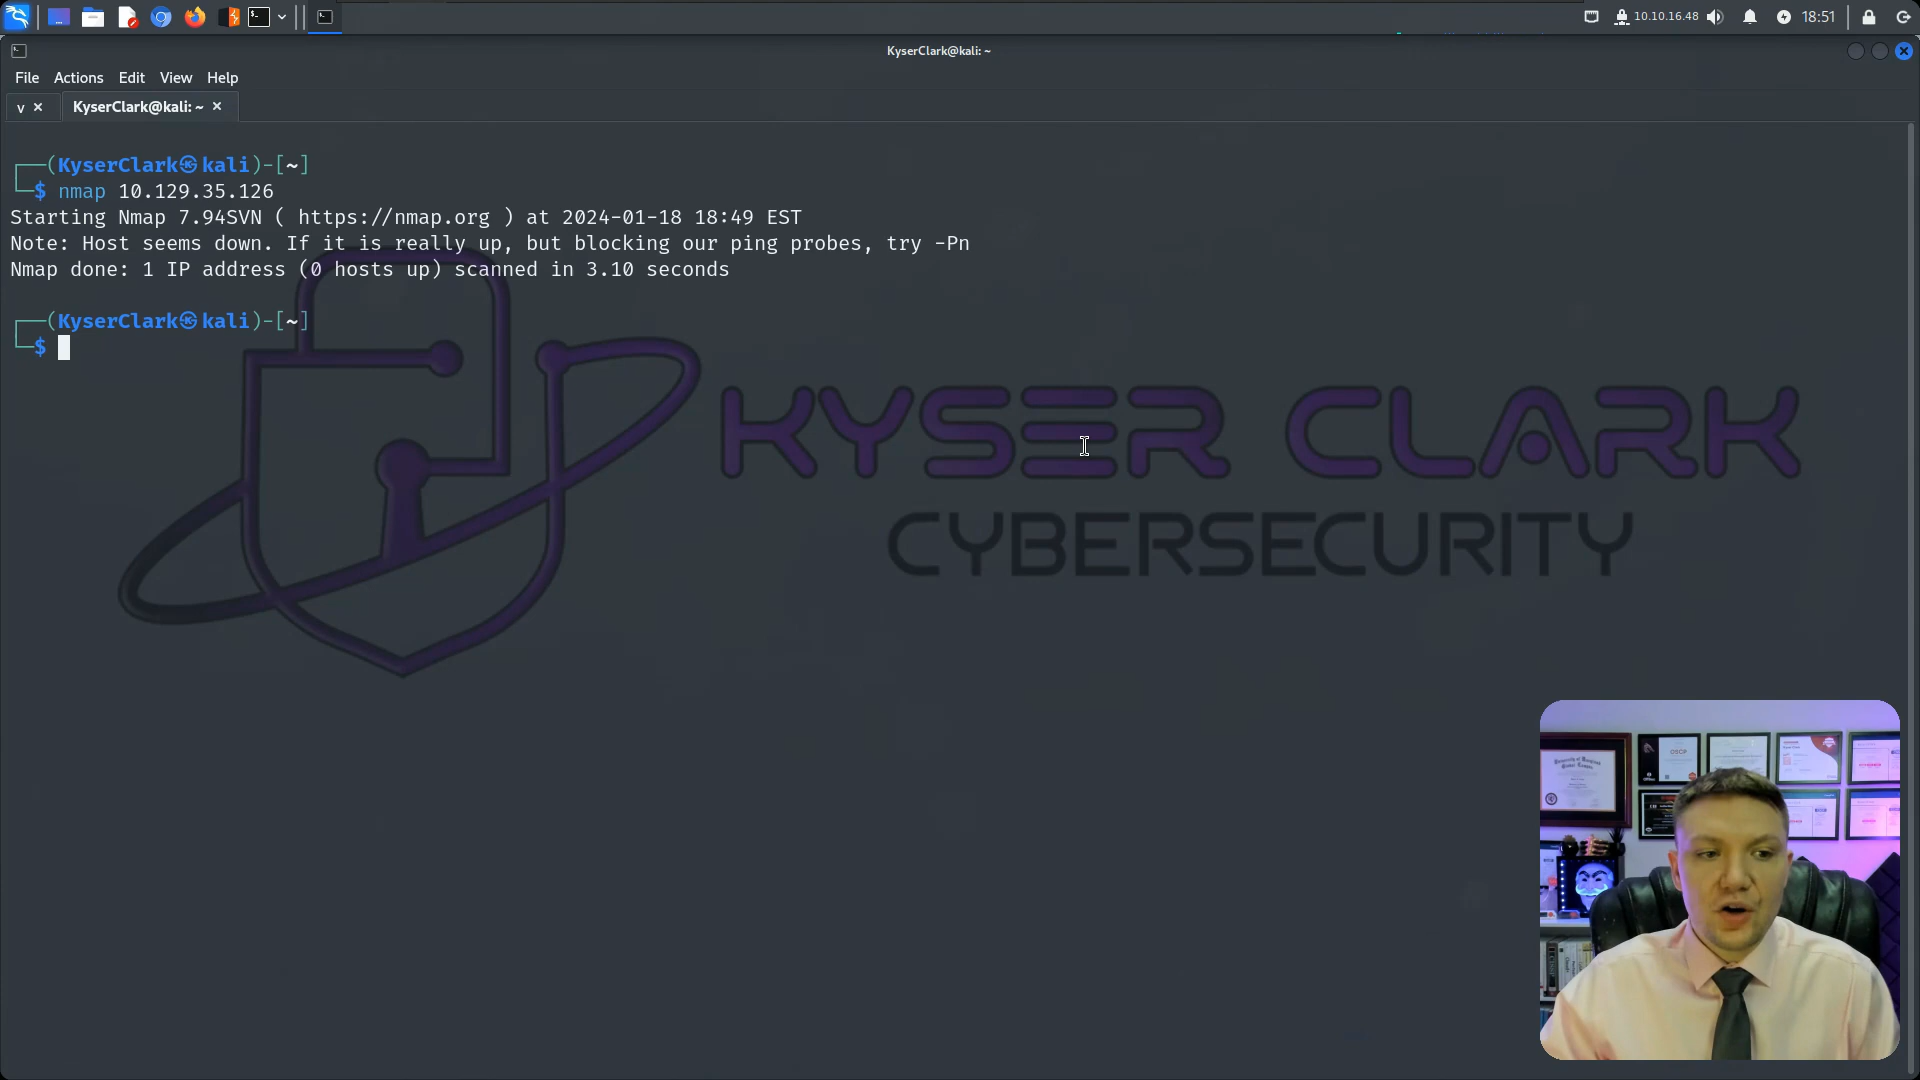 10.10.16.48
18:51
KyserClark@kali: ~
File Actions Edit View Help
v
KyserClark@kali: ~
┌──(KyserClark㉿kali)-[~]
└─$ nmap 10.129.35.126
Starting Nmap 7.94SVN ( https://nmap.org ) at 2024-01-18 18:49 EST
Note: Host seems down. If it is really up, but blocking our ping probes, try -Pn
Nmap done: 1 IP address (0 hosts up) scanned in 3.10 seconds
┌──(KyserClark㉿kali)-[~]
└─$
KYSER CLARK
CYBERSECURITY
OSCP